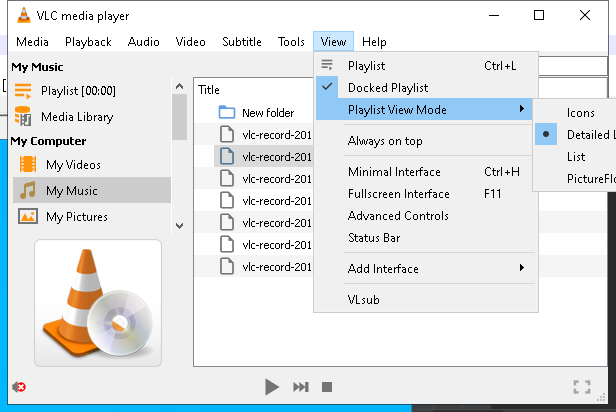 VLC media player
Media Playback Audio Video Subtitle Tools View Help
My Music
Playlist [00:00]
Media Library
My Computer
My Videos
My Music
My Pictures
Title
New folder
vlc-record-201
vlc-record-201
vlc-record-201
vlc-record-201
vlc-record-201
vlc-record-201
vlc-record-201
Playlist Ctrl+L
Docked Playlist
Playlist View Mode
Always on top
Minimal Interface Ctrl+H
Fullscreen Interface F11
Advanced Controls
Status Bar
Add Interface
VLsub
Icons
Detailed L
List
PictureFlo